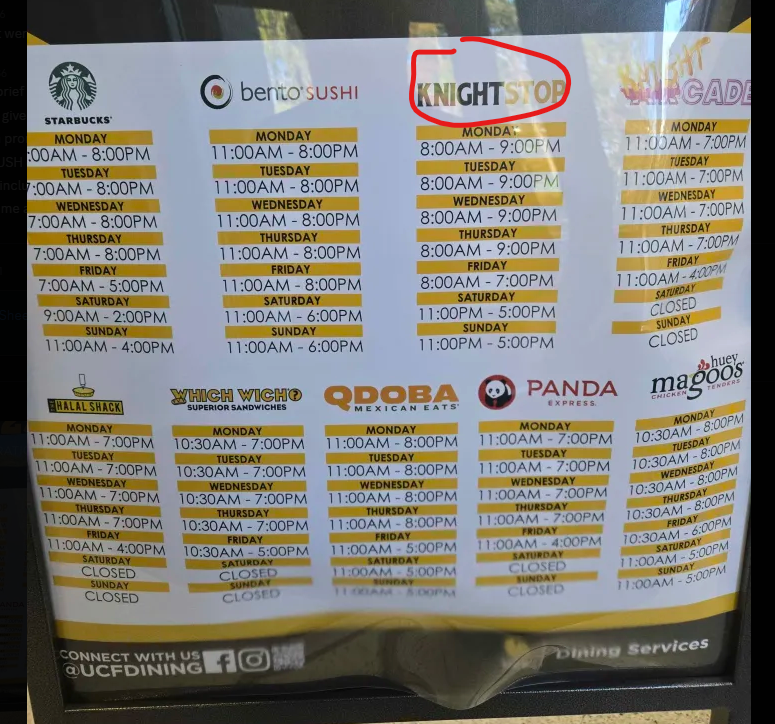 STARBUCKS
MONDAY
:00AM - 8:00PM
TUESDAY
7:00AM - 8:00PM
WEDNESDAY
7:00AM - 8:00PM
THURSDAY
7:00AM - 8:00PM
FRIDAY
7:00AM - 5:00PM
SATURDAY
9:00AM - 2:00PM
SUNDAY
11:00AM - 4:00PM
bento SUSHI
MONDAY
11:00AM - 8:00PM
TUESDAY
11:00AM - 8:00PM
WEDNESDAY
11:00AM - 8:00PM
THURSDAY
11:00AM - 8:00PM
FRIDAY
11:00AM - 8:00PM
SATURDAY
11:00AM - 6:00PM
SUNDAY
11:00AM - 6:00PM
KNIGHTSTOP
MONDAY
8:00AM - 9:00PM
TUESDAY
8:00AM - 9:00PM
WEDNESDAY
8:00AM - 9:00PM
THURSDAY
8:00AM - 9:00PM
FRIDAY
8:00AM - 7:00PM
SATURDAY
11:00PM - 5:00PM
SUNDAY
11:00PM - 5:00PM
KNIGHT
ARCADE
MONDAY
11:00AM - 7:00PM
TUESDAY
11:00AM - 7:00PM
WEDNESDAY
11:00AM - 7:00PM
THURSDAY
11:00AM - 7:00PM
FRIDAY
11:00AM - 4:00PM
SATURDAY
CLOSED
SUNDAY
CLOSED
THE HALAL SHACK
MONDAY
11:00AM - 7:00PM
TUESDAY
11:00AM - 7:00PM
WEDNESDAY
11:00AM - 7:00PM
THURSDAY
11:00AM - 7:00PM
FRIDAY
11:00AM - 4:00PM
SATURDAY
CLOSED
SUNDAY
CLOSED
WHICH WICH
SUPERIOR SANDWICHES
MONDAY
10:30AM - 7:00PM
TUESDAY
10:30AM - 7:00PM
WEDNESDAY
10:30AM - 7:00PM
THURSDAY
10:30AM - 7:00PM
FRIDAY
10:30AM - 5:00PM
SATURDAY
CLOSED
SUNDAY
CLOSED
QDOBA
MEXICAN EATS
MONDAY
11:00AM - 8:00PM
TUESDAY
11:00AM - 8:00PM
WEDNESDAY
11:00AM - 8:00PM
THURSDAY
11:00AM - 8:00PM
FRIDAY
11:00AM - 5:00PM
SATURDAY
11:00AM - 5:00PM
SUNDAY
11:00AM - 5:00PM
PANDA
EXPRESS
MONDAY
11:00AM - 7:00PM
TUESDAY
11:00AM - 7:00PM
WEDNESDAY
11:00AM - 7:00PM
THURSDAY
11:00AM - 7:00PM
FRIDAY
11:00AM - 4:00PM
SATURDAY
CLOSED
SUNDAY
CLOSED
huey
magoos
CHICKEN TENDERS
MONDAY
10:30AM - 8:00PM
TUESDAY
10:30AM - 8:00PM
WEDNESDAY
10:30AM - 8:00PM
THURSDAY
10:30AM - 8:00PM
FRIDAY
10:30AM - 6:00PM
SATURDAY
11:00AM - 5:00PM
SUNDAY
11:00AM - 5:00PM
CONNECT WITH US
@UCFDINING
Dining Services